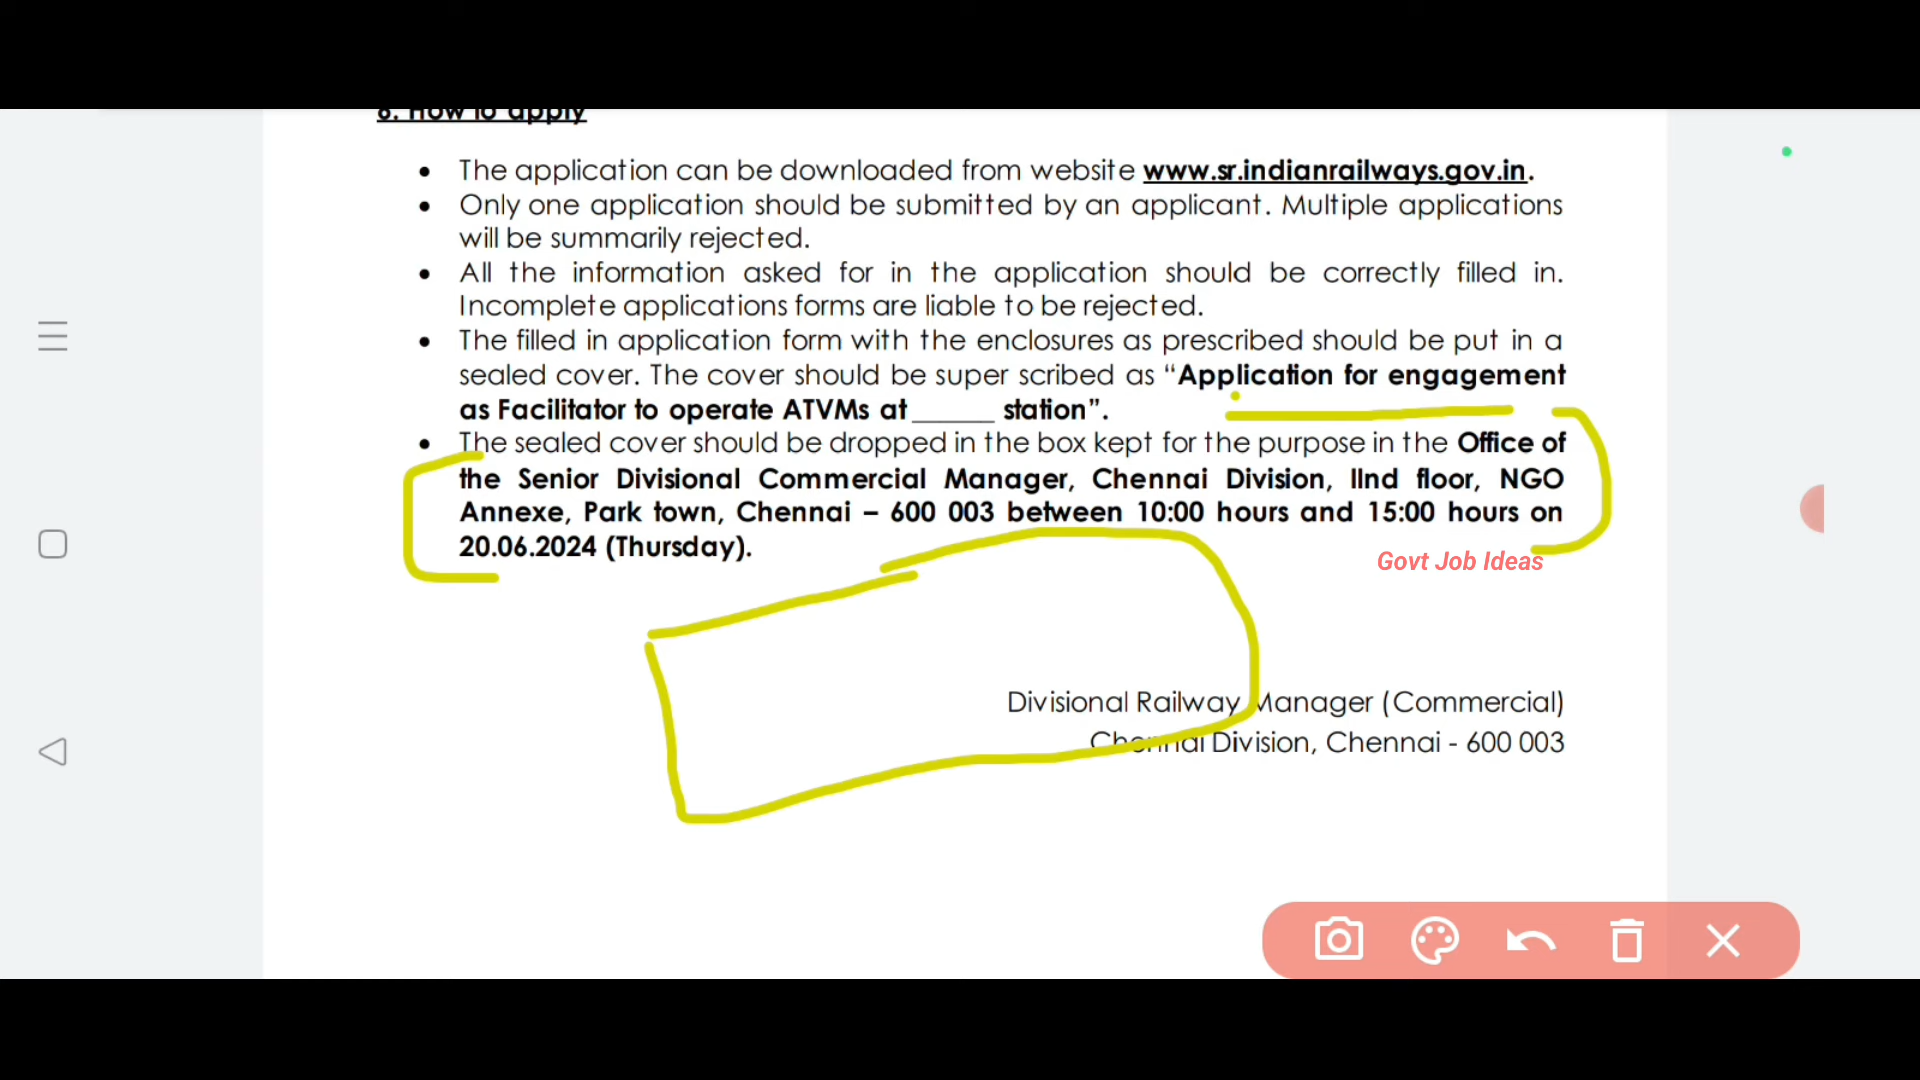 6. How to apply
• The application can be downloaded from website www.sr.indianrailways.gov.in.
• Only one application should be submitted by an applicant. Multiple applications
will be summarily rejected.
• All the information asked for in the application should be correctly filled in.
Incomplete applications forms are liable to be rejected.
• The filled in application form with the enclosures as prescribed should be put in a
sealed cover. The cover should be super scribed as “Application for engagement
as Facilitator to operate ATVMs at______ station”.
• The sealed cover should be dropped in the box kept for the purpose in the Office of
the Senior Divisional Commercial Manager, Chennai Division, IInd floor, NGO
Annexe, Park town, Chennai – 600 003 between 10:00 hours and 15:00 hours on
20.06.2024 (Thursday).
Govt Job Ideas
Divisional Railway Manager (Commercial)
Chennai Division, Chennai - 600 003